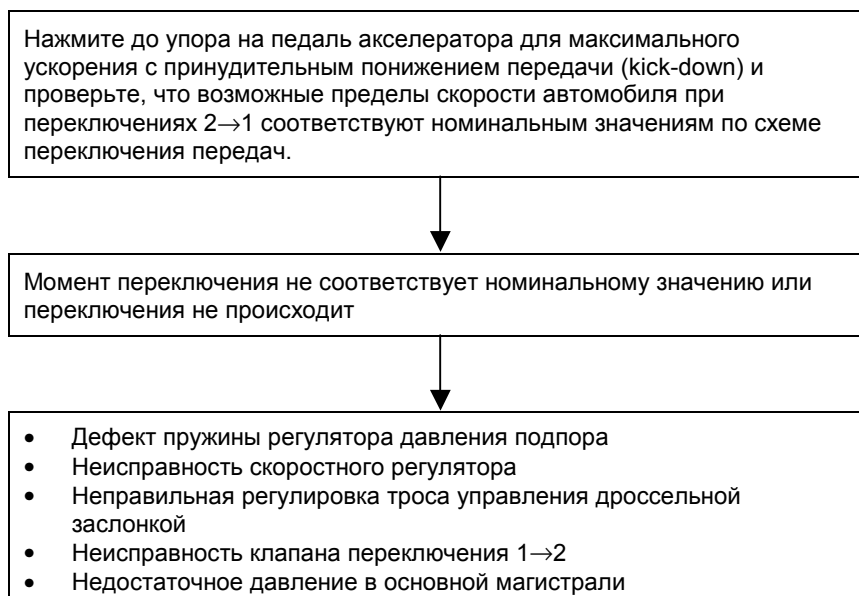 Нажмите до упора на педаль акселератора для максимального
ускорения с принудительным понижением передачи (kick-down) и
проверьте, что возможные пределы скорости автомобиля при
переключениях 2→1 соответствуют номинальным значениям по схеме
переключения передач.
Момент переключения не соответствует номинальному значению или
переключения не происходит
• Дефект пружины регулятора давления подпора
• Неисправность скоростного регулятора
• Неправильная регулировка троса управления дроссельной
заслонкой
• Неисправность клапана переключения 1→2
• Недостаточное давление в основной магистрали